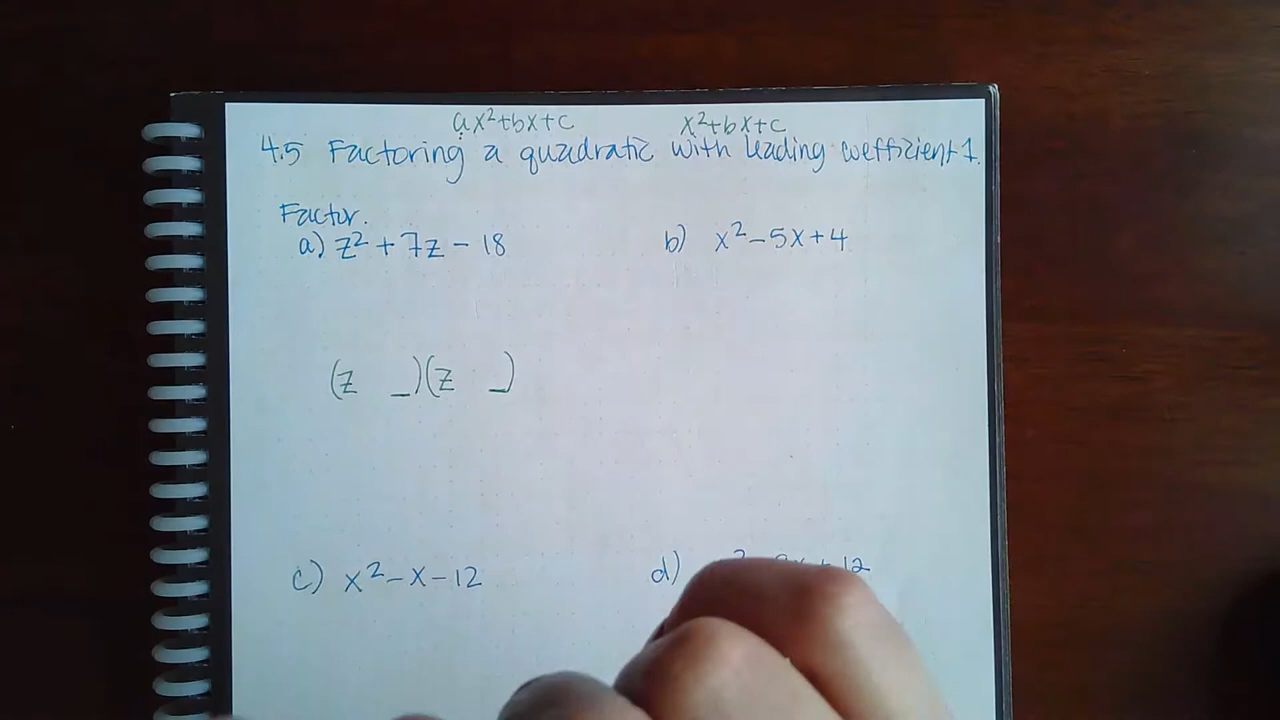 ax²+bx+c x²+bx+c
4.5 Factoring a quadratic with leading coefficient 1.
Factor.
a) z² + 7z - 18 b) x² - 5x + 4
(z _)(z _)
c) x² - x - 12 d) + 12